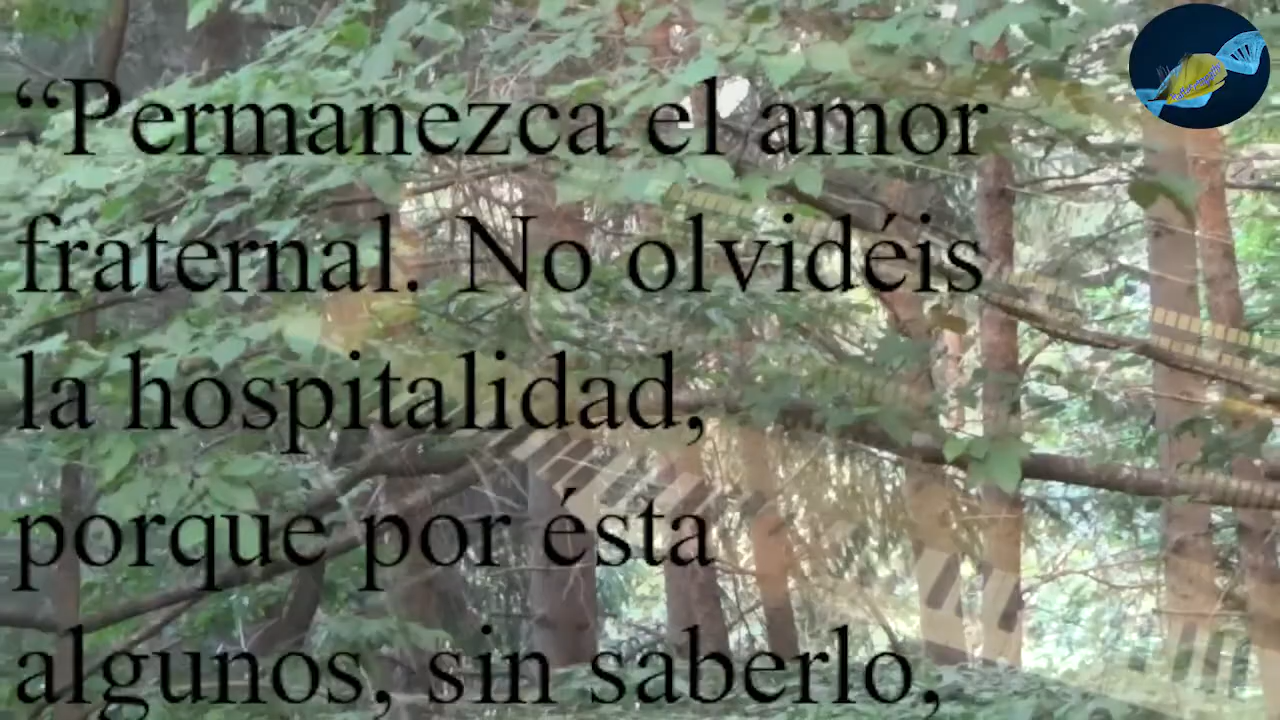 “Permanezca el amor
fraternal. No olvidéis
la hospitalidad,
porque por ésta
algunos, sin saberlo,